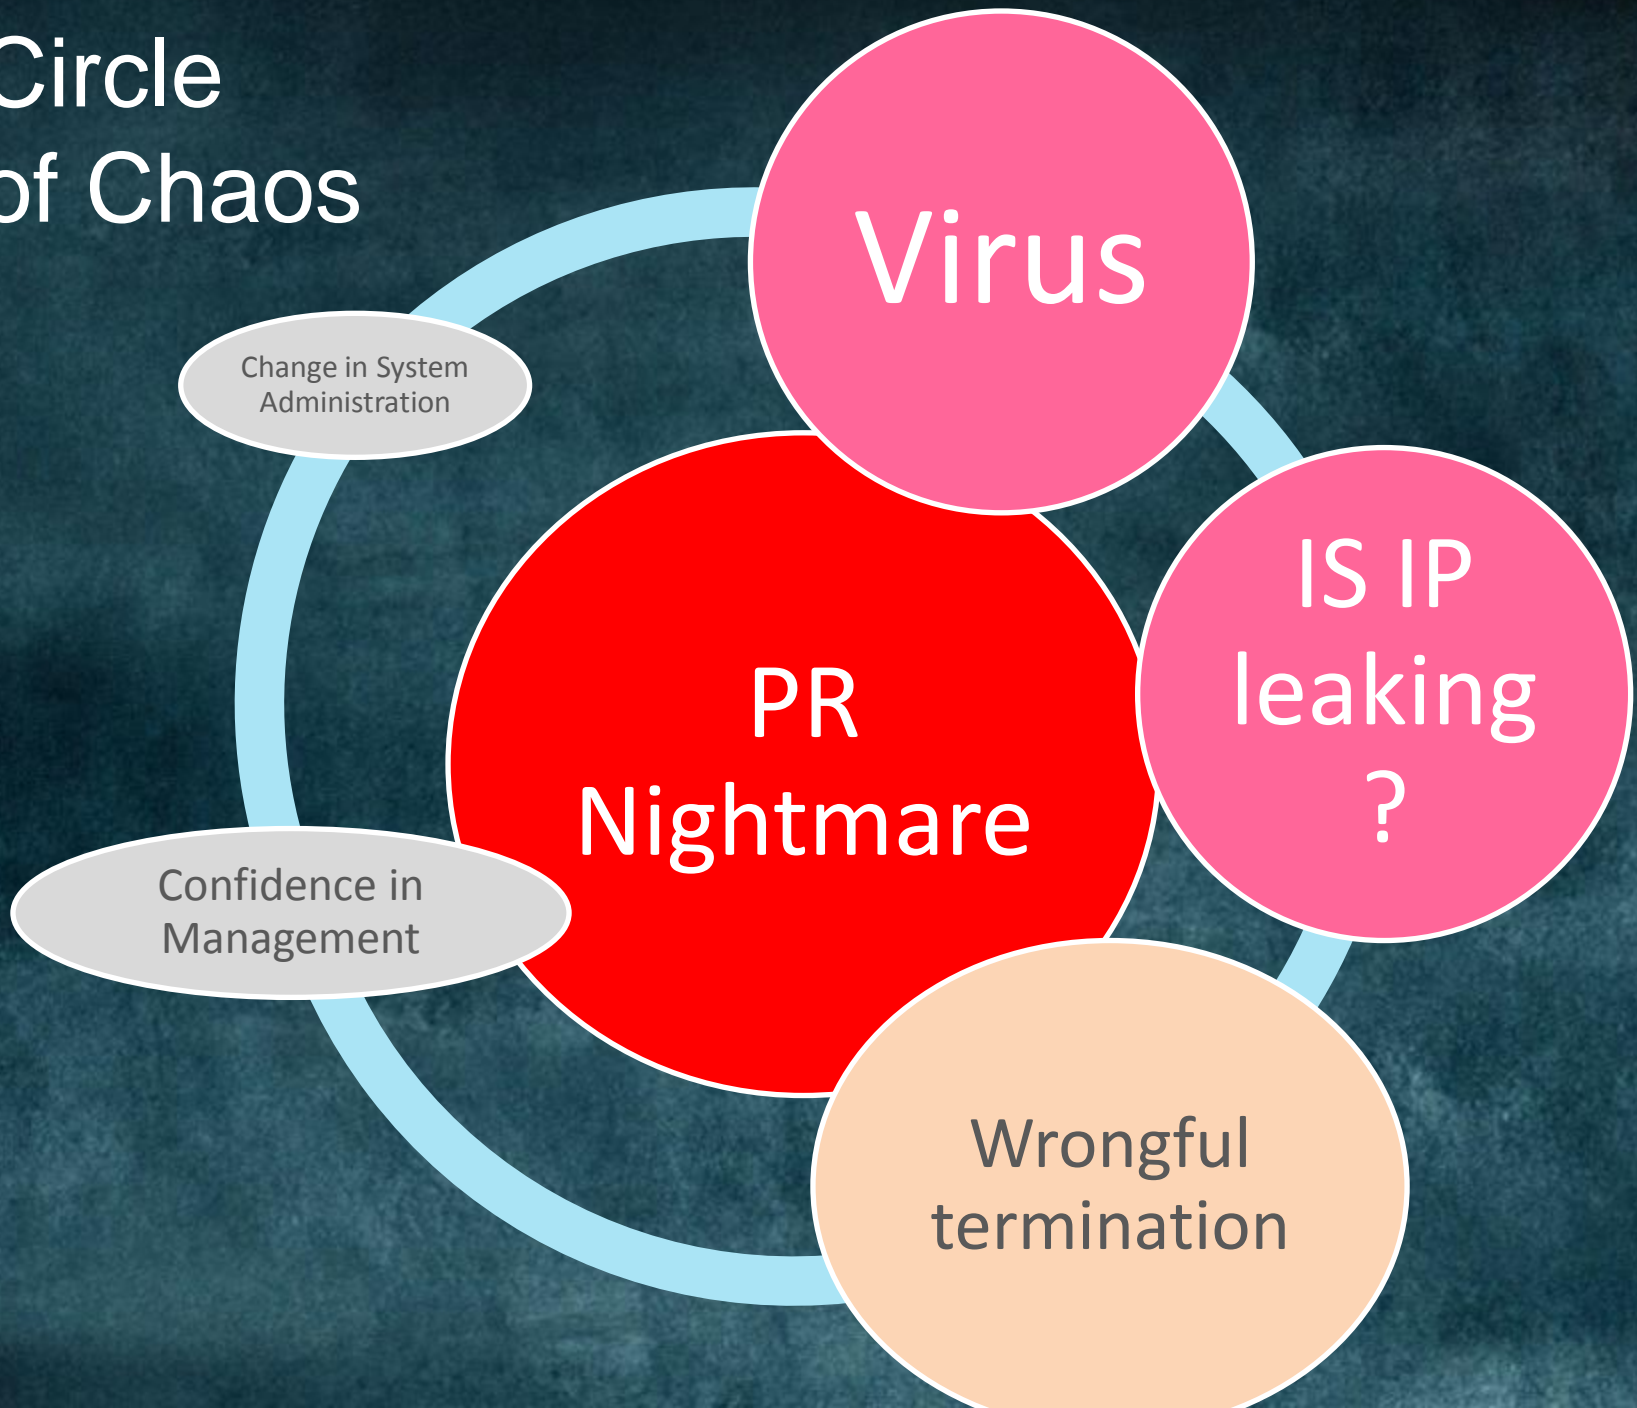 Circle
of Chaos
Virus
Change in System
Administration
IS IP
leaking
?
PR
Nightmare
Confidence in
Management
Wrongful
termination